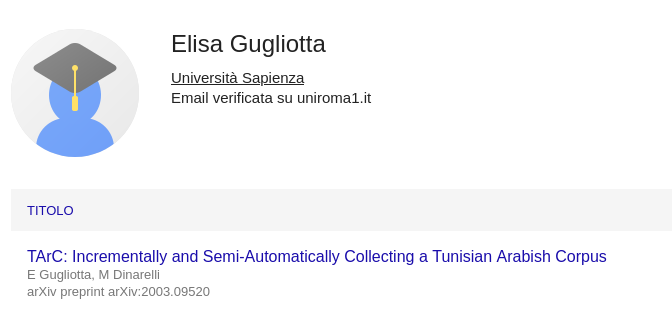 Elisa Gugliotta
Università Sapienza
Email verificata su uniroma1.it
TITOLO
TArC: Incrementally and Semi-Automatically Collecting a Tunisian Arabish Corpus
E Gugliotta, M Dinarelli
arXiv preprint arXiv:2003.09520